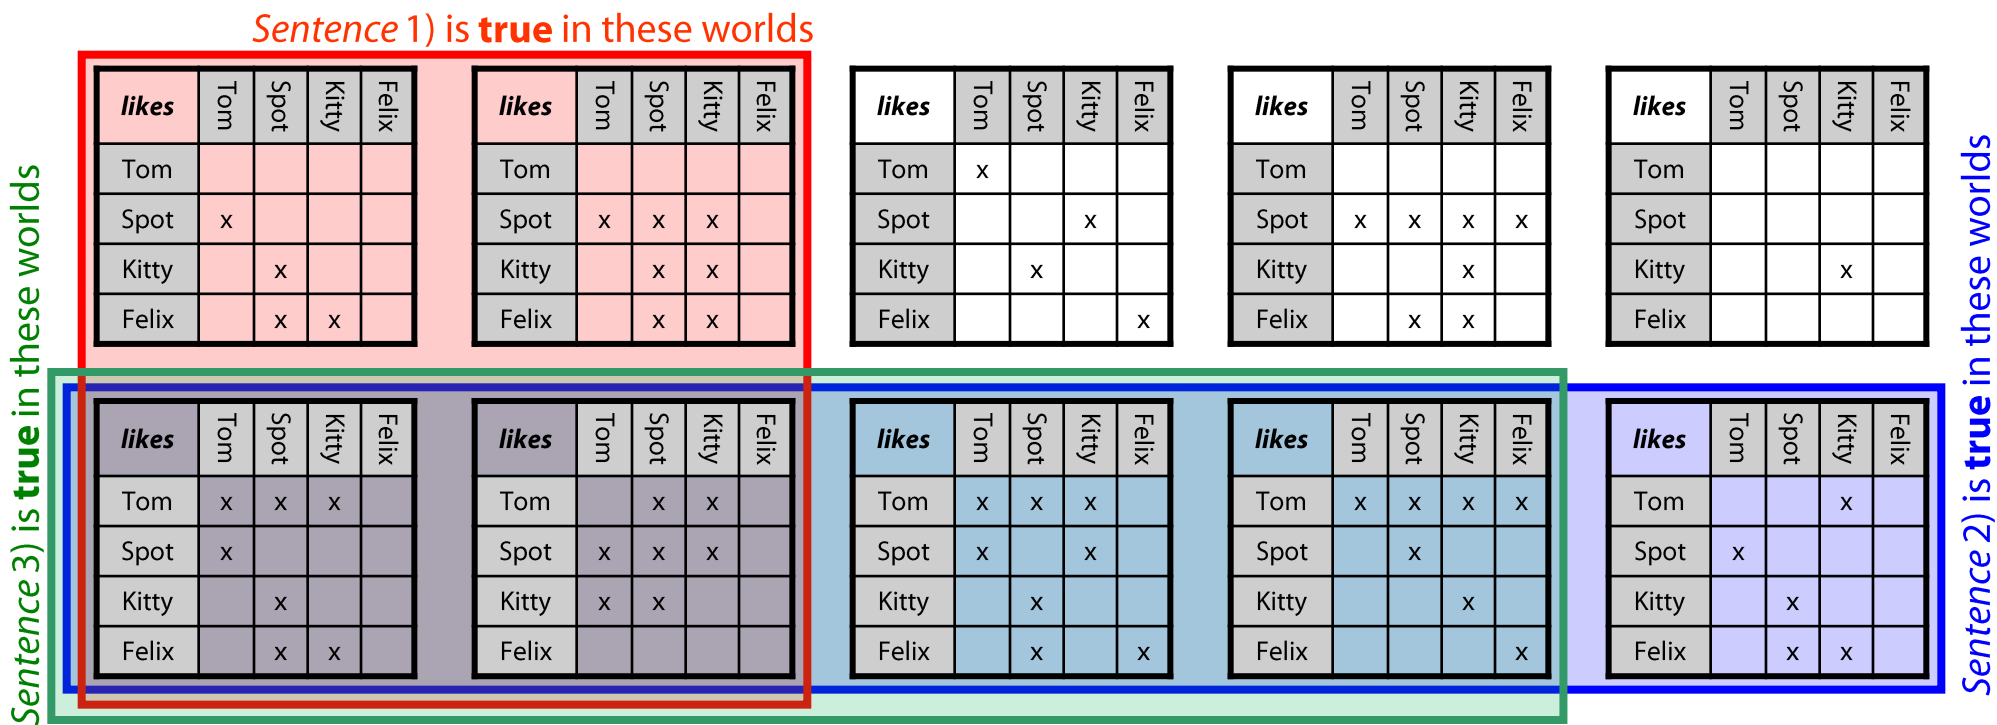 Sentence 1) is true in these worlds
Sentence 3) is true in these worlds
Sentence 2) is true in these worlds
likes Tom Spot Kitty Felix
Tom
Spot x
Kitty x
Felix x x
likes Tom Spot Kitty Felix
Tom
Spot x x x
Kitty x x
Felix x x
likes Tom Spot Kitty Felix
Tom x
Spot x
Kitty x
Felix x
likes Tom Spot Kitty Felix
Tom
Spot x x x x
Kitty x
Felix x x
likes Tom Spot Kitty Felix
Tom
Spot
Kitty x
Felix
likes Tom Spot Kitty Felix
Tom x x x
Spot x
Kitty x
Felix x x
likes Tom Spot Kitty Felix
Tom x x
Spot x x x
Kitty x x
Felix
likes Tom Spot Kitty Felix
Tom x x x
Spot x x
Kitty x
Felix x x
likes Tom Spot Kitty Felix
Tom x x x x
Spot x
Kitty x
Felix x
likes Tom Spot Kitty Felix
Tom x
Spot x
Kitty x
Felix x x